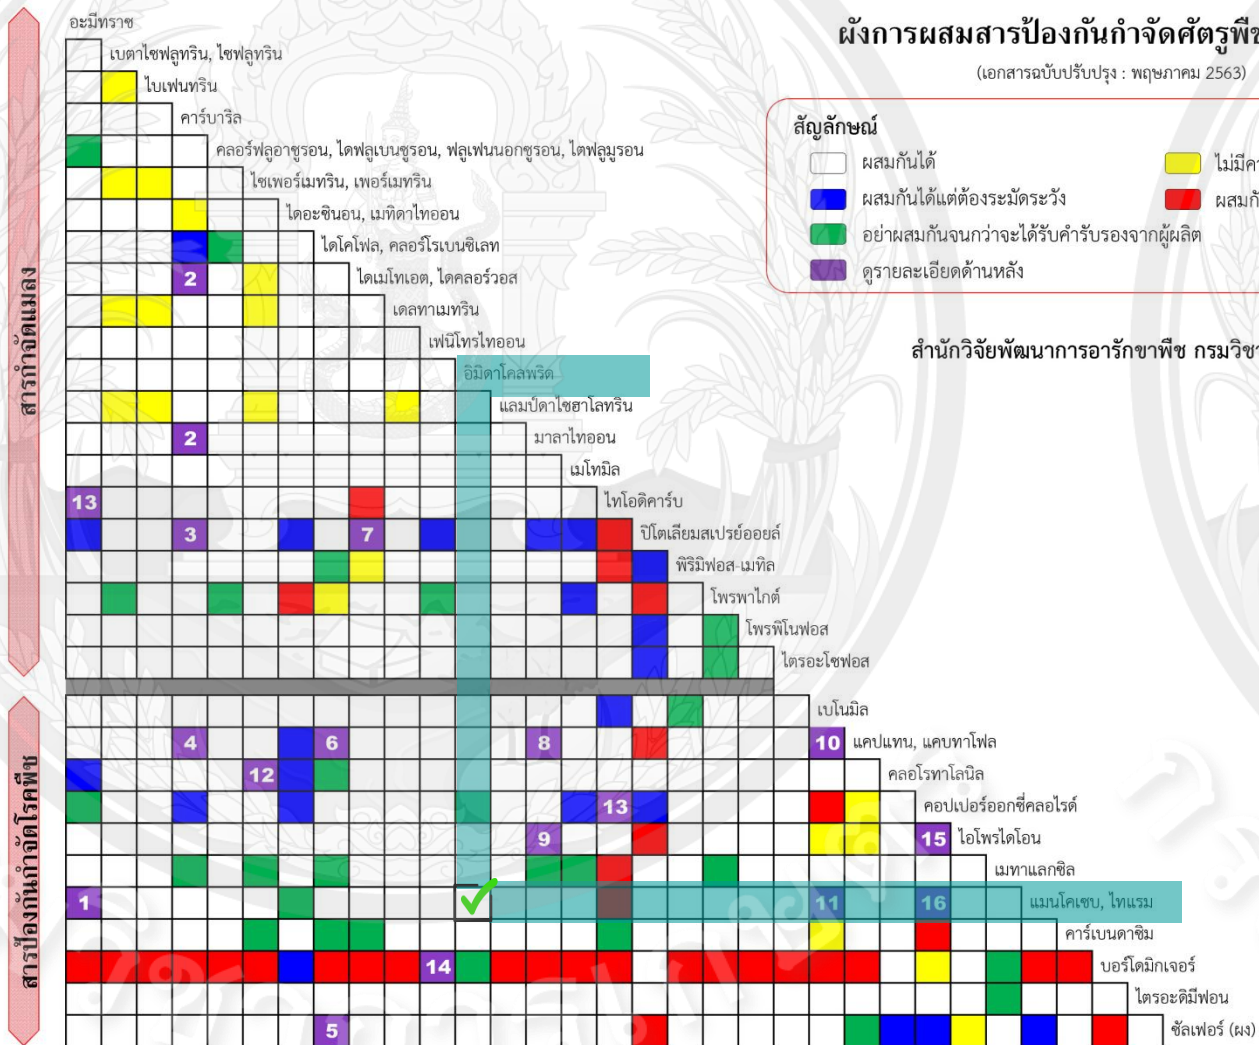 ผังการผสมสารป้องกันกำจัดศัตรูพืช
(เอกสารฉบับปรับปรุง : พฤษภาคม 2563)
สัญลักษณ์
ผสมกันได้
ไม่มี
ผสมกันได้แต่ต้องระมัดระวัง
อย่าผสมกันจนกว่าจะได้รับคำรับรองจากผู้ผลิต
ดูรายละเอียดด้านหลัง
สำนักวิจัยพัฒนาการอารักขาพืช กรมวิชา
สารกำจัดแมลง
อะมีทราซ
เบตาไซฟลูทริน, ไซฟลูทริน
ไบเฟนทริน
คาร์บาริล
คลอร์ฟลูอาซูรอน, ไดฟลูเบนซูรอน, ฟลูเฟนนอกซูรอน, ไตฟลูมูรอน
ไซเพอร์เมทริน, เพอร์เมทริน
ไดอะซินอน, เมทิดาไทออน
ไดโคโฟล, คลอร์โรเบนซิเลท
2 ไดเมโทเอต, ไดคลอร์วอส
เดลทาเมทริน
เฟนิโทรไทออน
อิมิดาโคลพริด
แลมป์ดาไซฮาโลทริน
2 มาลาไทออน
เมโทมิล
13 ไทโอดิคาร์บ
3 7 ปิโตเลียมสเปรย์ออยล์
พิริมิฟอส-เมทิล
โพรพาไกต์
โพรพิโนฟอส
ไตรอะโซฟอส
สารป้องกันกำจัดโรคพืช
เบโนมิล
4 6 8 10 แคปแทน, แคบทาโฟล
12 คลอโรทาโลนิล
13 คอปเปอร์ออกซี่คลอไรด์
9 15 ไอโพรไดโอน
เมทาแลกซิล
1 11 16 แมนโคเซบ, ไทแรม
คาร์เบนดาซิม
14 บอร์โดมิกเจอร์
ไตรอะดิมีฟอน
5 ซัลเฟอร์ (ผง)